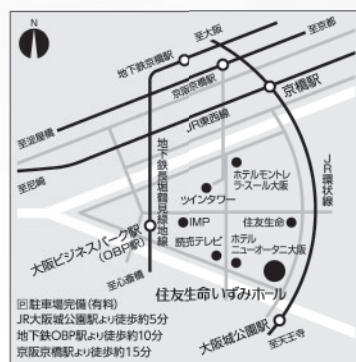 N
至大阪
至京都
地下鉄京橋駅
京阪京橋駅
京橋駅
至淀屋橋
JR東西線
至尼崎
地下鉄長堀鶴見緑地線
JR環状線
ホテルモントレ
ラ・スール大阪
ツインタワー
IMP
住友生命
読売テレビ
ホテル
ニューオータニ大阪
大阪ビジネスパーク駅
(OBP駅)
至心斎橋
住友生命いずみホール
P駐車場完備(有料)
JR大阪城公園駅より徒歩約5分
地下鉄OBP駅より徒歩約10分
京阪京橋駅より徒歩約15分
大阪城公園駅
至天王寺